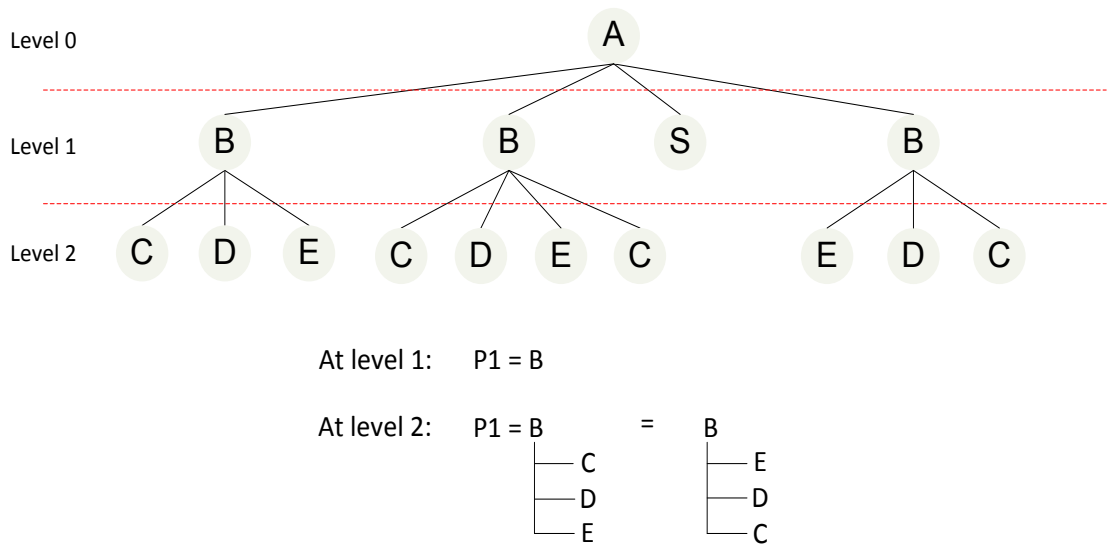 Level 0 A
Level 1 B B S B
Level 2 C D E C D E C E D C
At level 1: P1 = B
At level 2: P1 = B = B
C E
D D
E C